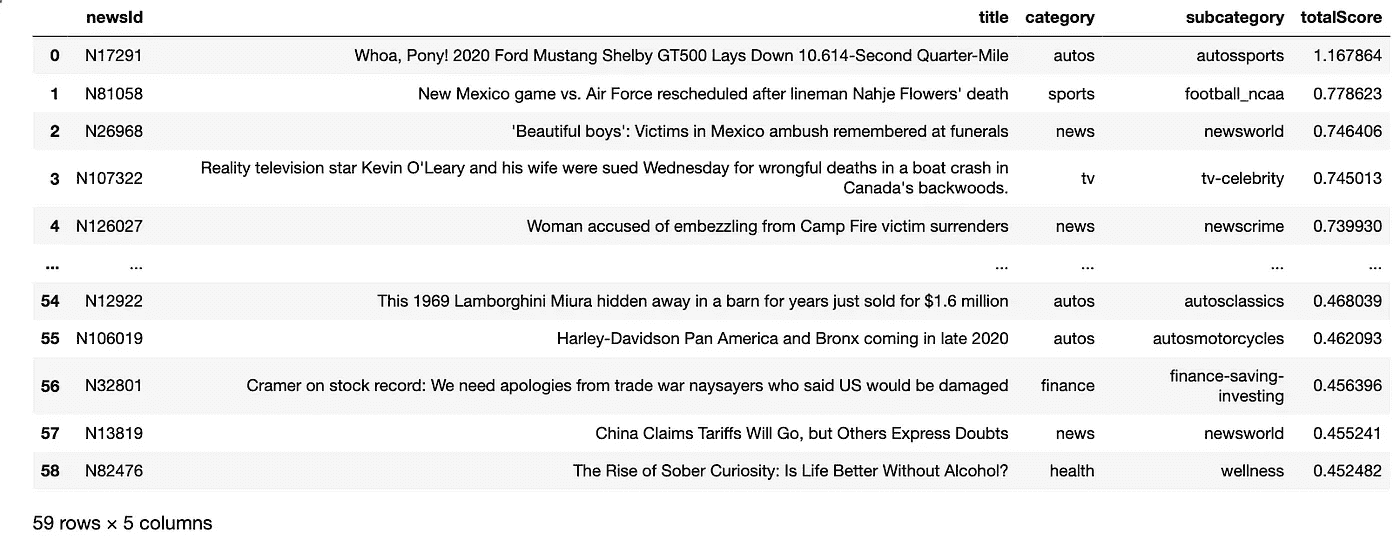 newsId title category subcategory totalScore
0 N17291 Whoa, Pony! 2020 Ford Mustang Shelby GT500 Lays Down 10.614-Second Quarter-Mile autos autossports 1.167864
1 N81058 New Mexico game vs. Air Force rescheduled after lineman Nahje Flowers' death sports football_ncaa 0.778623
2 N26968 'Beautiful boys': Victims in Mexico ambush remembered at funerals news newsworld 0.746406
3 N107322 Reality television star Kevin O'Leary and his wife were sued Wednesday for wrongful deaths in a boat crash in
Canada's backwoods. tv tv-celebrity 0.745013
4 N126027 Woman accused of embezzling from Camp Fire victim surrenders news newscrime 0.739930
... ... ... ... ... ...
54 N12922 This 1969 Lamborghini Miura hidden away in a barn for years just sold for $1.6 million autos autosclassics 0.468039
55 N106019 Harley-Davidson Pan America and Bronx coming in late 2020 autos autosmotorcycles 0.462093
56 N32801 Cramer on stock record: We need apologies from trade war naysayers who said US would be damaged finance finance-saving-
investing 0.456396
57 N13819 China Claims Tariffs Will Go, but Others Express Doubts news newsworld 0.455241
58 N82476 The Rise of Sober Curiosity: Is Life Better Without Alcohol? health wellness 0.452482
59 rows × 5 columns